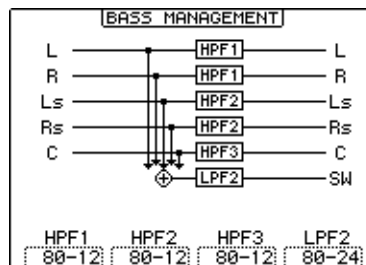 BASS MANAGEMENT
L HPF1 L
R HPF1 R
Ls HPF2 Ls
Rs HPF2 Rs
C HPF3 C
LPF2 SW
HPF1 HPF2 HPF3 LPF2
80-12 80-12 80-12 80-24